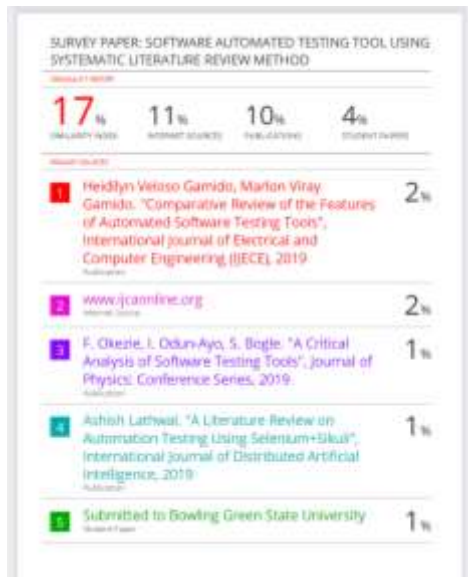 SURVEY PAPER: SOFTWARE AUTOMATED TESTING TOOL USING
SYSTEMATIC LITERATURE REVIEW METHOD
ORIGINALITY REPORT
17% 11% 10% 4%
SIMILARITY INDEX INTERNET SOURCES PUBLICATIONS STUDENT PAPERS
PRIMARY SOURCES
1 Heidilyn Veloso Gamido, Marlon Viray 2%
Gamido. "Comparative Review of the Features
of Automated Software Testing Tools",
International Journal of Electrical and
Computer Engineering (IJECE), 2019
Publication
2 www.ijcaonline.org 2%
Internet Source
3 F. Okezie, I. Odun-Ayo, S. Bogle. "A Critical 1%
Analysis of Software Testing Tools", Journal of
Physics: Conference Series, 2019
Publication
4 Ashish Lathwal. "A Literature Review on 1%
Automation Testing Using Selenium+Sikuli",
International Journal of Distributed Artificial
Intelligence, 2019
Publication
5 Submitted to Bowling Green State University 1%
Student Paper